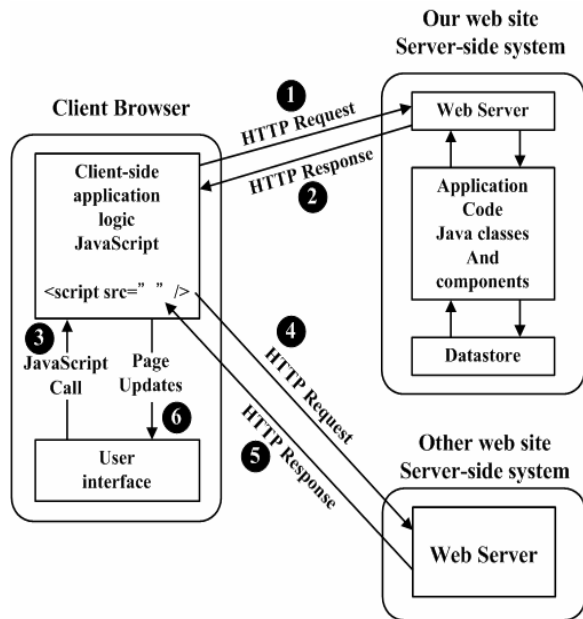 Our web site
Server-side system
Client Browser
1
HTTP Request
Web Server
Client-side
application
logic
JavaScript
HTTP Response
2
Application
Code
Java classes
And
components
<script src=” ” />
3
JavaScript
Call
Page
Updates
4
HTTP Request
Datastore
6
5
HTTP Response
User
interface
Other web site
Server-side system
Web Server